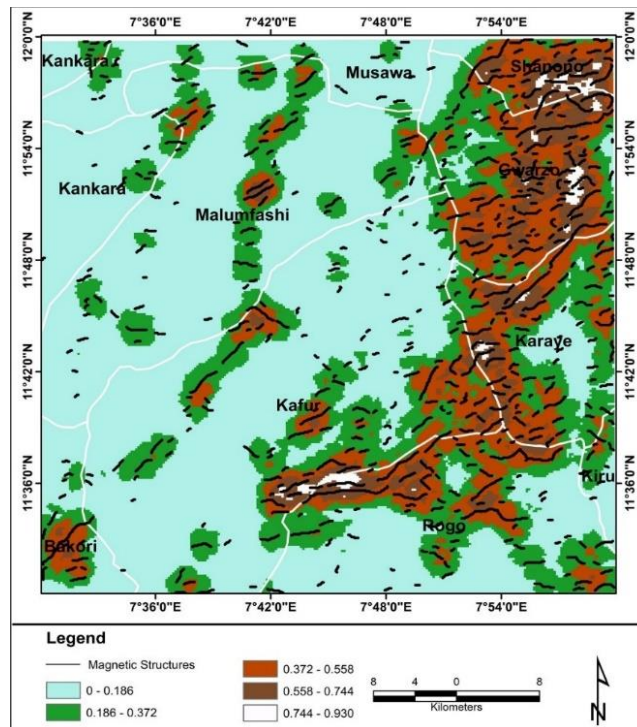 7°36'0"E 7°42'0"E 7°48'0"E 7°54'0"E
12°0'0"N 12°0'0"N
Kankara Musawa Shanono
11°54'0"N 11°54'0"N
Gwarzo
Kankara
Malumfashi
11°48'0"N 11°48'0"N
Karaye
11°42'0"N 11°42'0"N
Kafur
11°36'0"N 11°36'0"N
Kiru
Rogo
Bakori
7°36'0"E 7°42'0"E 7°48'0"E 7°54'0"E
Legend
Magnetic Structures
0 - 0.186
0.186 - 0.372
0.372 - 0.558
0.558 - 0.744
0.744 - 0.930
8 4 0 8
Kilometers
N